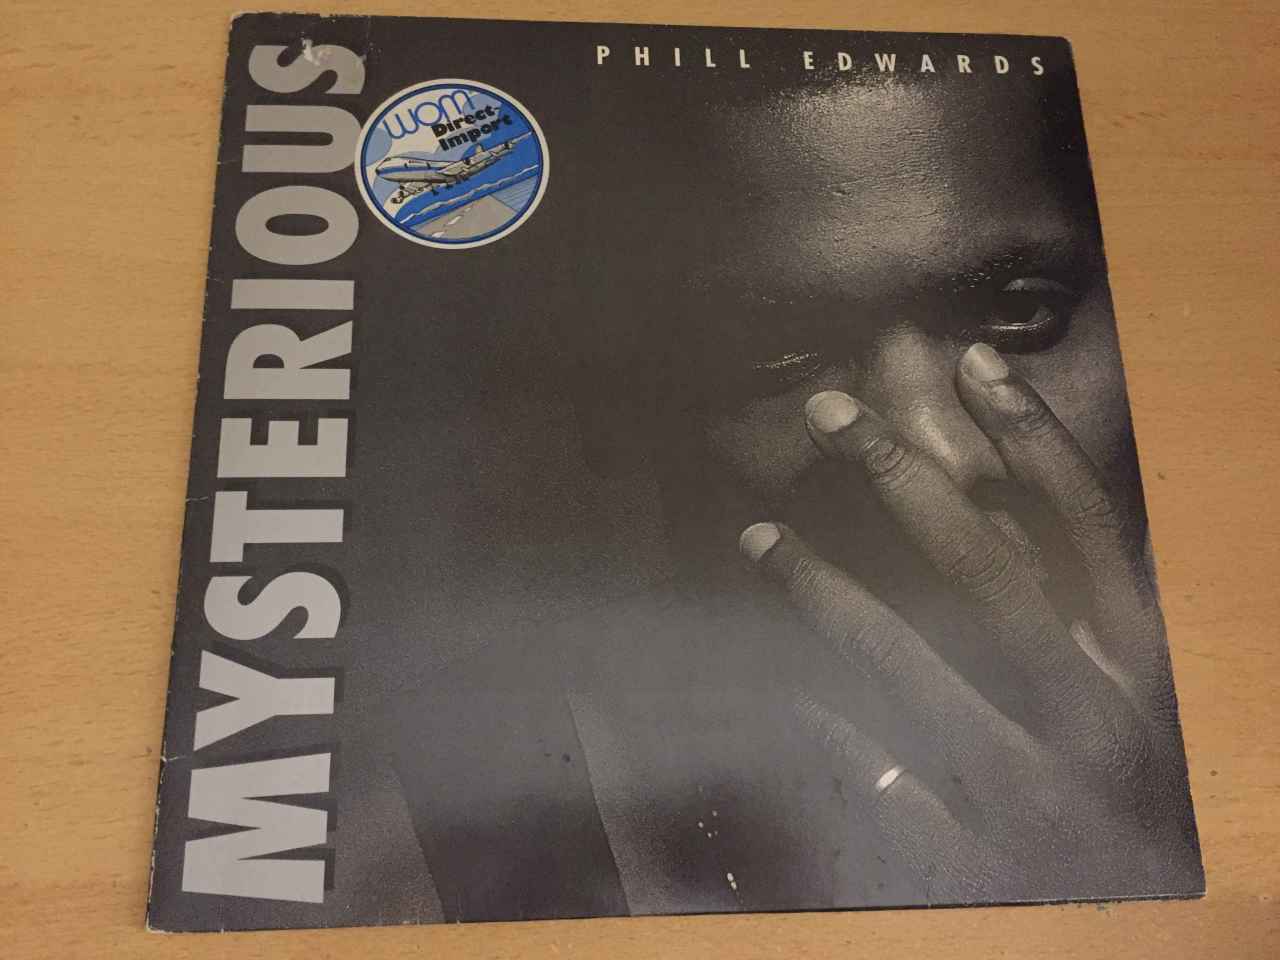 PHILL EDWARDS
MYSTERIOUS
WOM
Direct-
Import